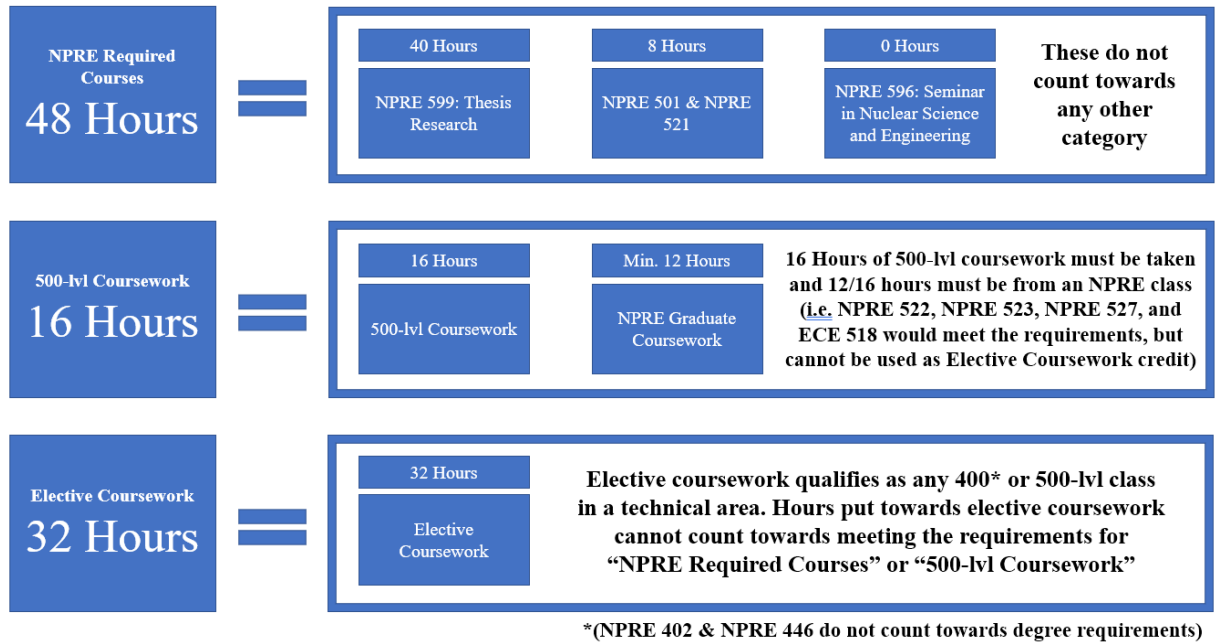 NPRE Required
Courses
48 Hours
40 Hours
NPRE 599: Thesis
Research
8 Hours
NPRE 501 & NPRE
521
0 Hours
NPRE 596: Seminar
in Nuclear Science
and Engineering
These do not
count towards
any other
category
500-lvl Coursework
16 Hours
16 Hours
500-lvl Coursework
Min. 12 Hours
NPRE Graduate
Coursework
16 Hours of 500-lvl coursework must be taken
and 12/16 hours must be from an NPRE class
(i.e. NPRE 522, NPRE 523, NPRE 527, and
ECE 518 would meet the requirements, but
cannot be used as Elective Coursework credit)
Elective Coursework
32 Hours
32 Hours
Elective
Coursework
Elective coursework qualifies as any 400* or 500-lvl class
in a technical area. Hours put towards elective coursework
cannot count towards meeting the requirements for
“NPRE Required Courses” or “500-lvl Coursework”
*(NPRE 402 & NPRE 446 do not count towards degree requirements)